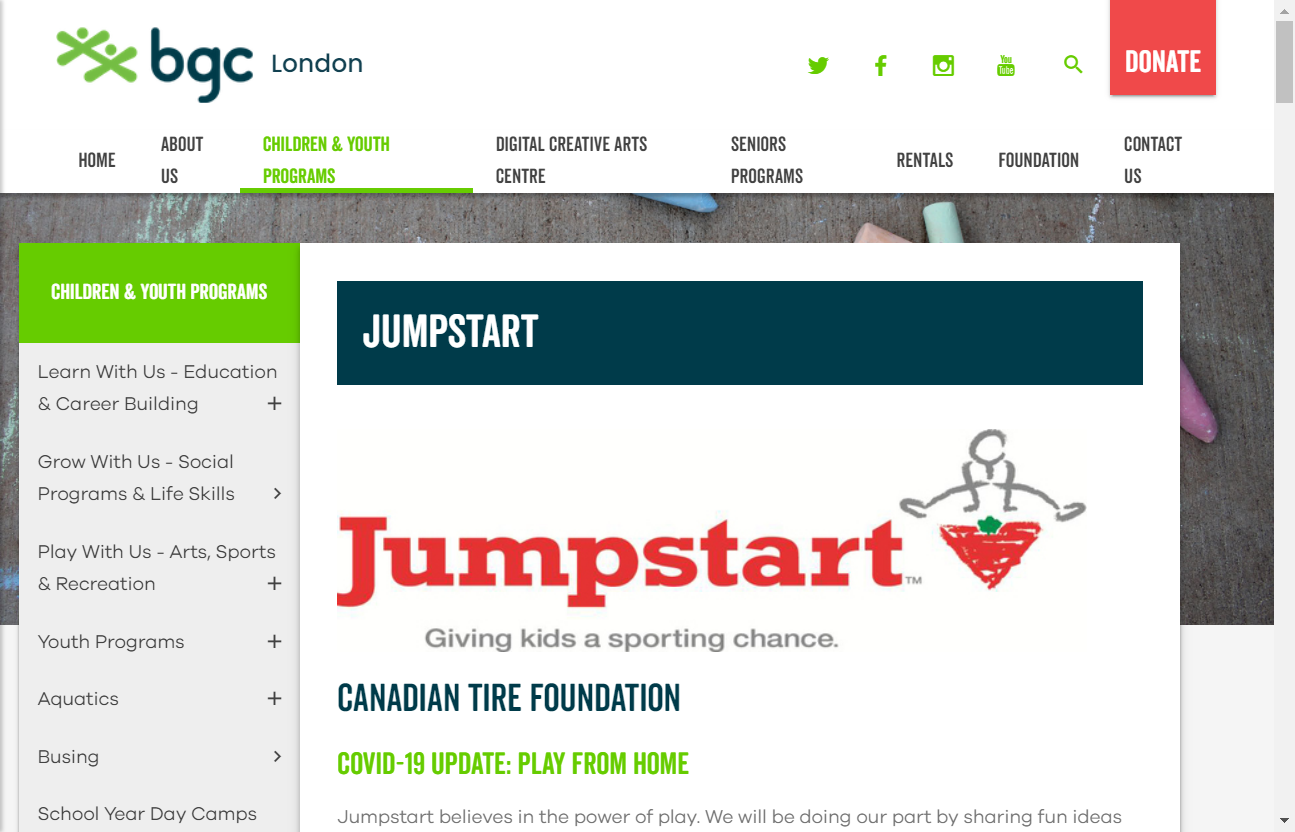 bgc London
You Tube
DONATE
HOME
ABOUT
US
CHILDREN & YOUTH
PROGRAMS
DIGITAL CREATIVE ARTS
CENTRE
SENIORS
PROGRAMS
RENTALS
FOUNDATION
CONTACT
US
CHILDREN & YOUTH PROGRAMS
Learn With Us - Education
& Career Building
Grow With Us - Social
Programs & Life Skills
Play With Us - Arts, Sports
& Recreation
Youth Programs
Aquatics
Busing
School Year Day Camps
JUMPSTART
Jumpstart™
Giving kids a sporting chance.
CANADIAN TIRE FOUNDATION
COVID-19 UPDATE: PLAY FROM HOME
Jumpstart believes in the power of play. We will be doing our part by sharing fun ideas